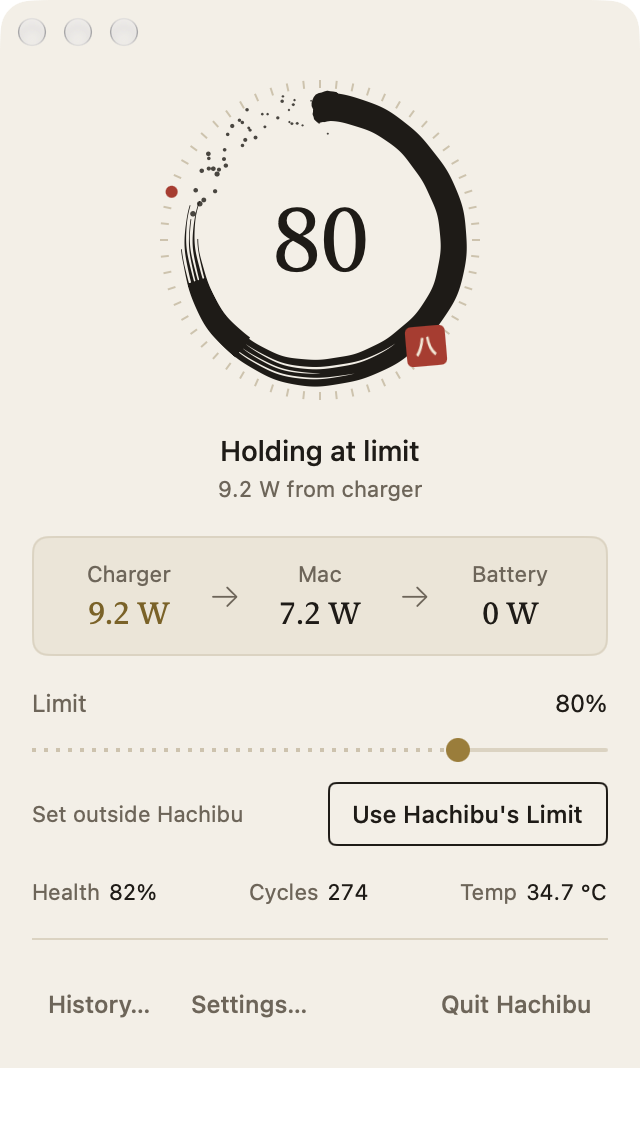 80
八
Holding at limit
9.2 W from charger
Charger → Mac → Battery
9.2 W 7.2 W 0 W
Limit 80%
Set outside Hachibu Use Hachibu's Limit
Health 82% Cycles 274 Temp 34.7 °C
History... Settings... Quit Hachibu